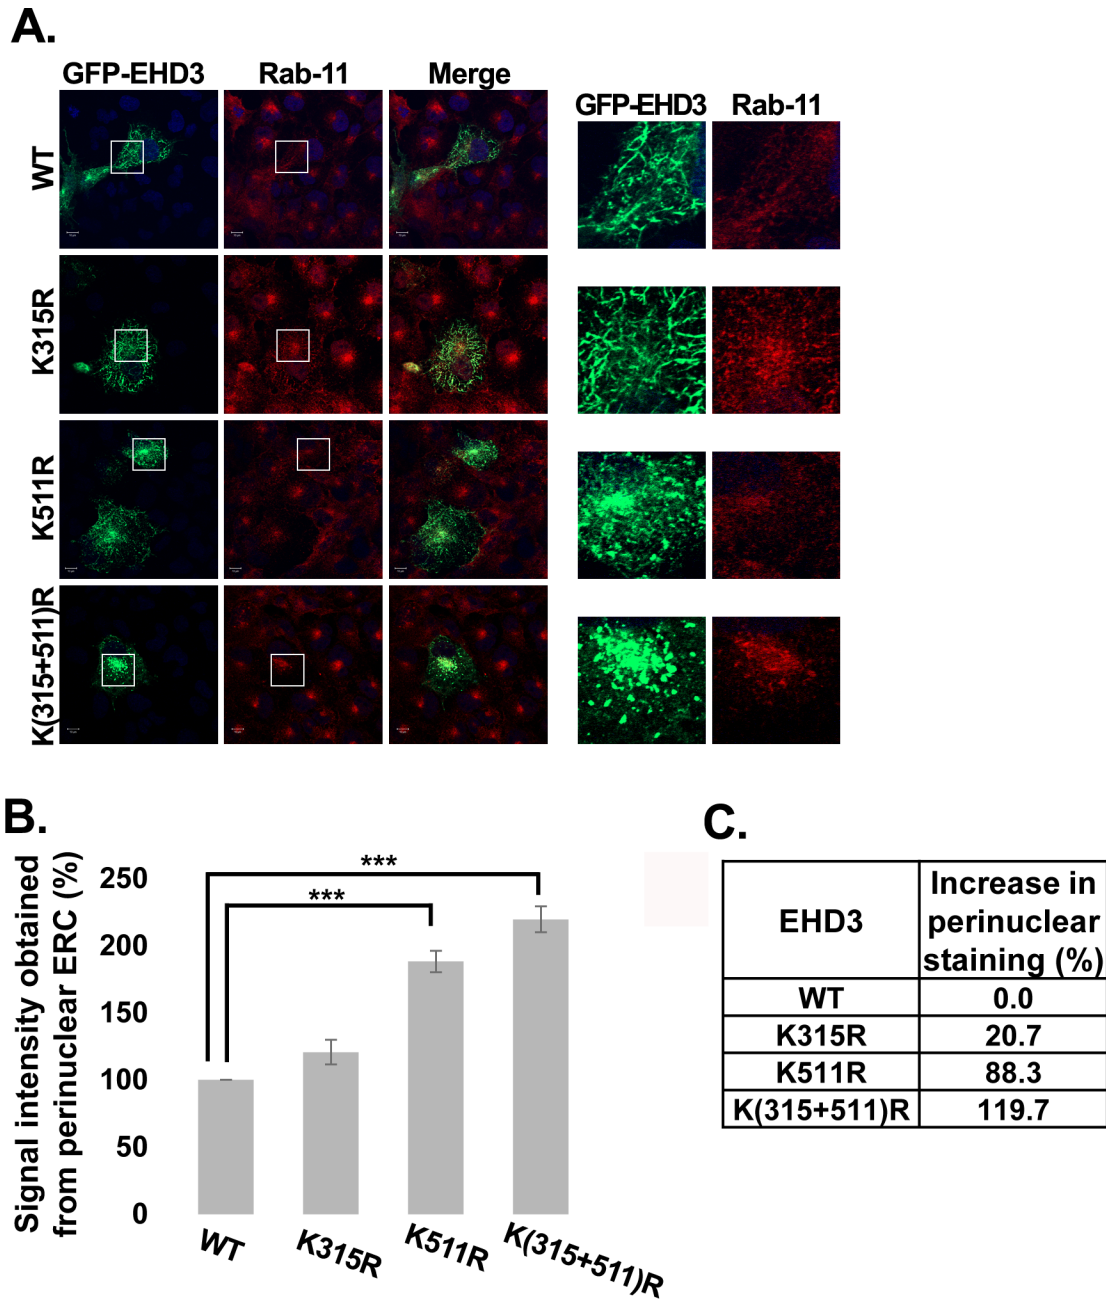 A.
GFP-EHD3 Rab-11 Merge
GFP-EHD3 Rab-11
WT
K315R
K511R
K(315+511)R
B.
Signal intensity obtained
from perinuclear ERC (%)
250
200
150
100
50
0
***
***
WT
K315R
K511R
K(315+511)R
C.
EHD3
Increase in
perinuclear
staining (%)
WT 0.0
K315R 20.7
K511R 88.3
K(315+511)R 119.7